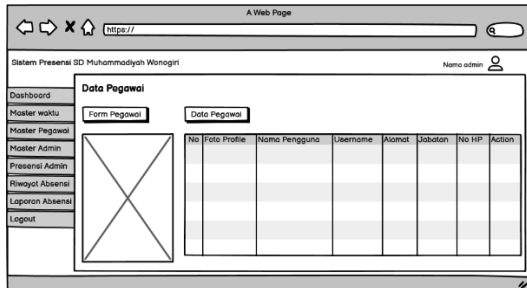 A Web Page
https://
Sistem Presensi SD Muhammadiyah Wonogiri
Nama admin
Dashboard
Master waktu
Master Pegawai
Master Admin
Presensi Admin
Riwayat Absensi
Laporan Absensi
Logout
Data Pegawai
Form Pegawai
Data Pegawai
No Foto Profile Nama Pengguna Username Alamat Jabatan No HP Action